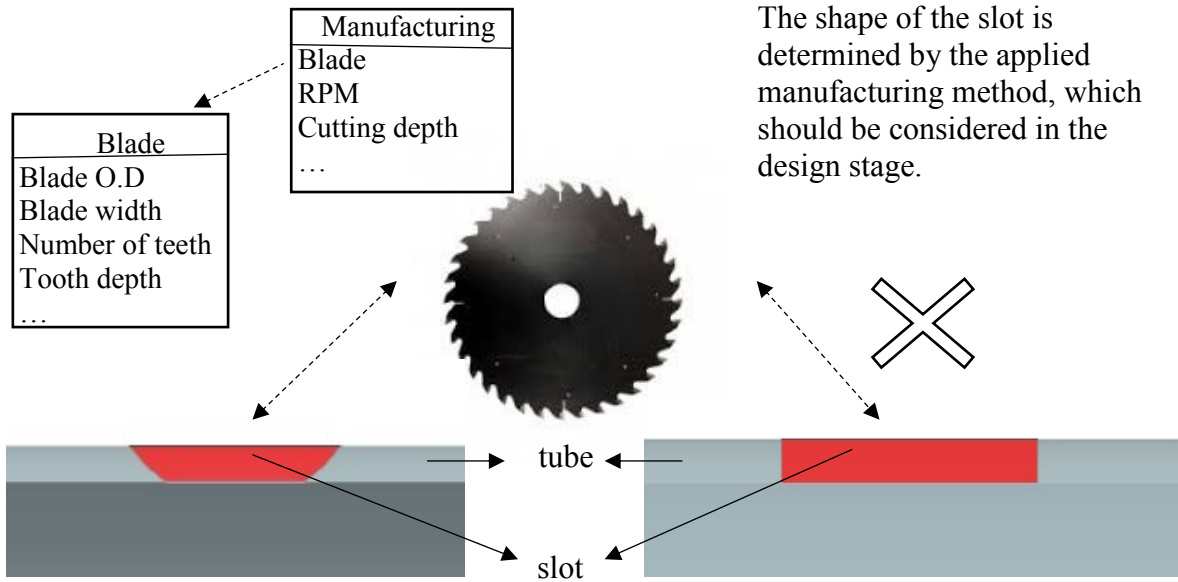 Manufacturing
Blade
RPM
Cutting depth
…
Blade
Blade O.D
Blade width
Number of teeth
Tooth depth
…
The shape of the slot is
determined by the applied
manufacturing method, which
should be considered in the
design stage.
tube
slot